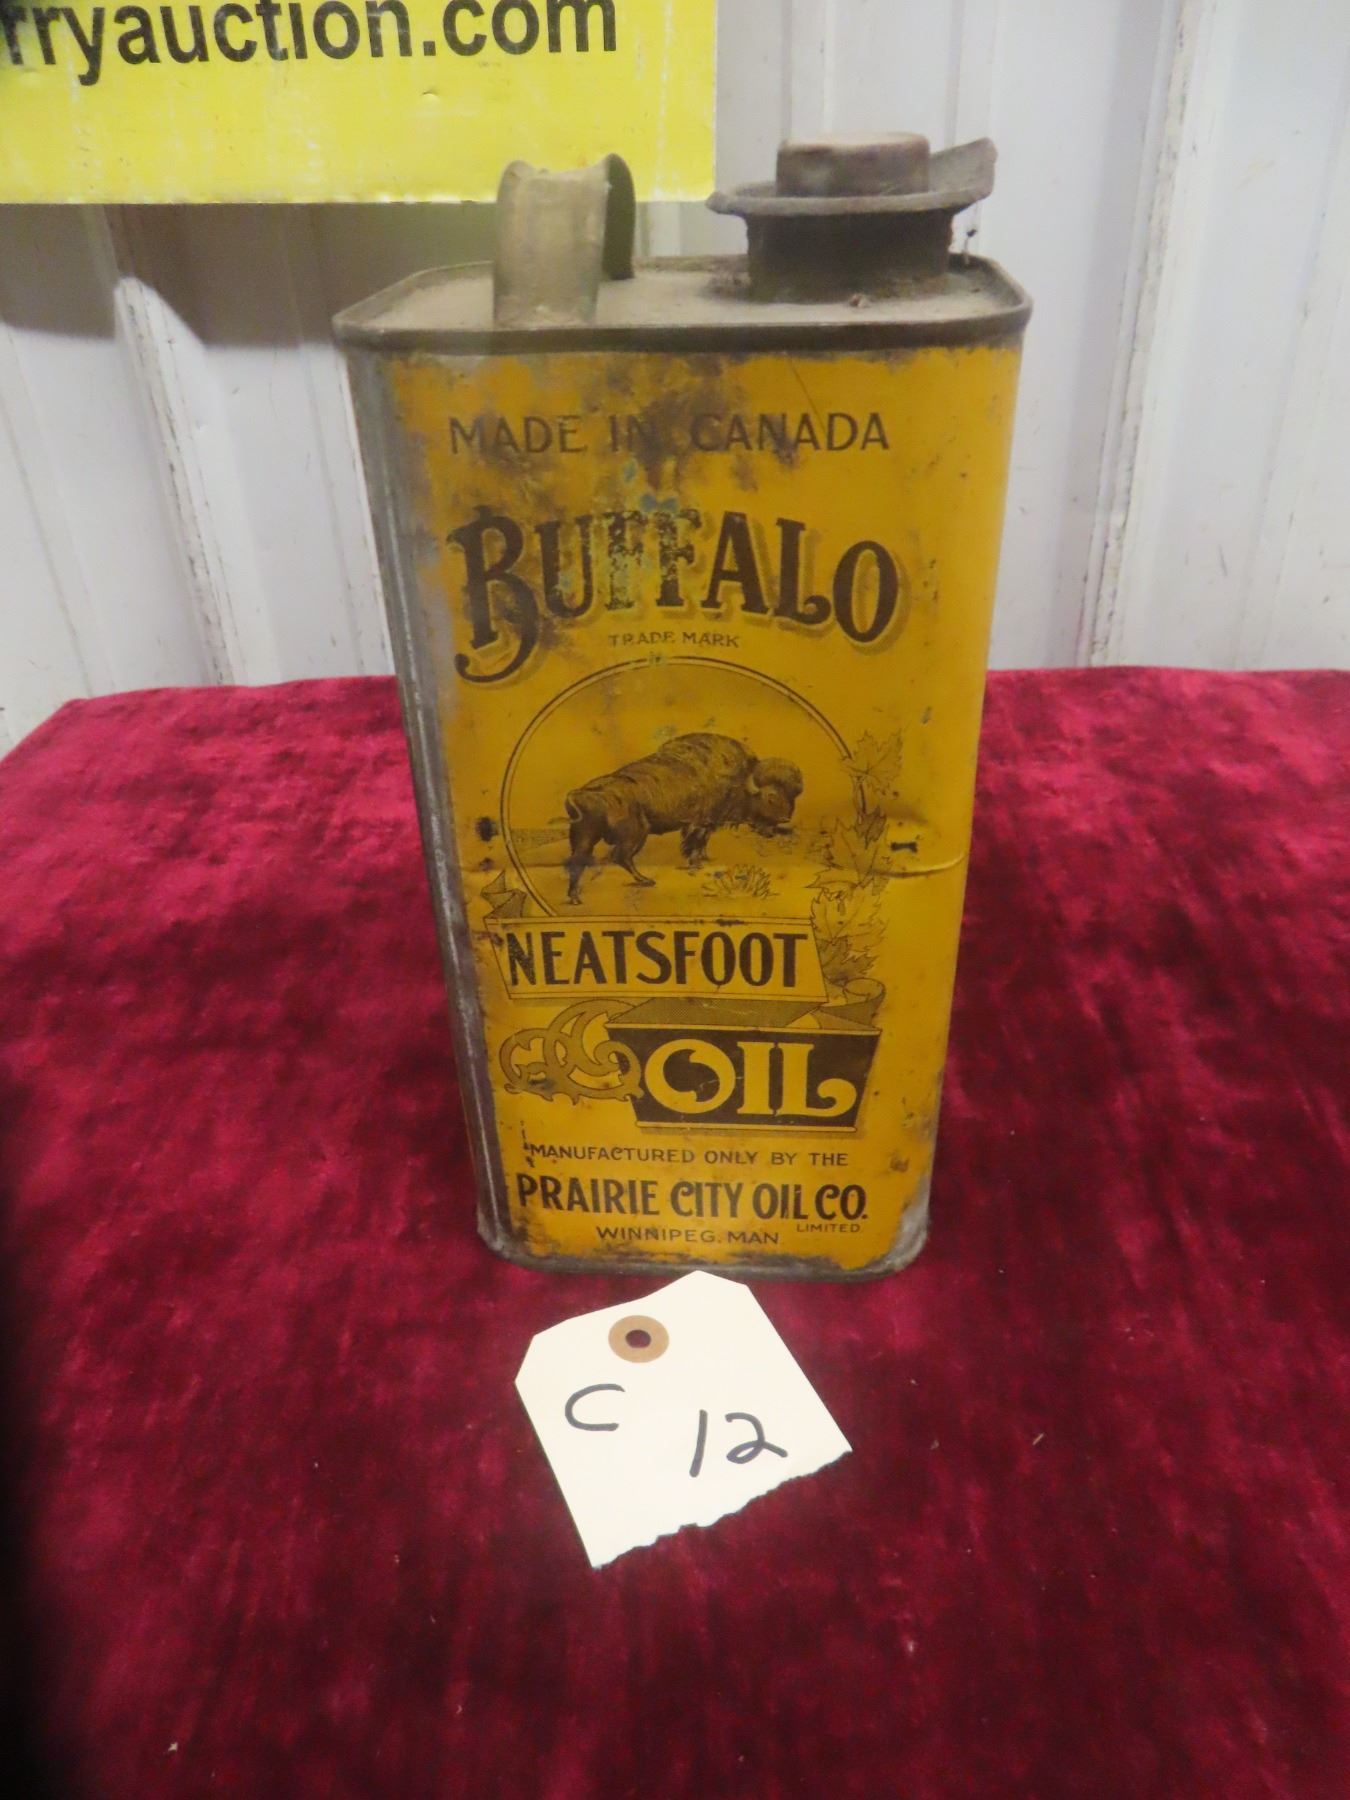 rryauction.com
MADE IN CANADA
BUFFALO
TRADE MARK
NEATSFOOT
OIL
MANUFACTURED ONLY BY THE
PRAIRIE CITY OIL CO.
LIMITED.
WINNIPEG, MAN
C 12